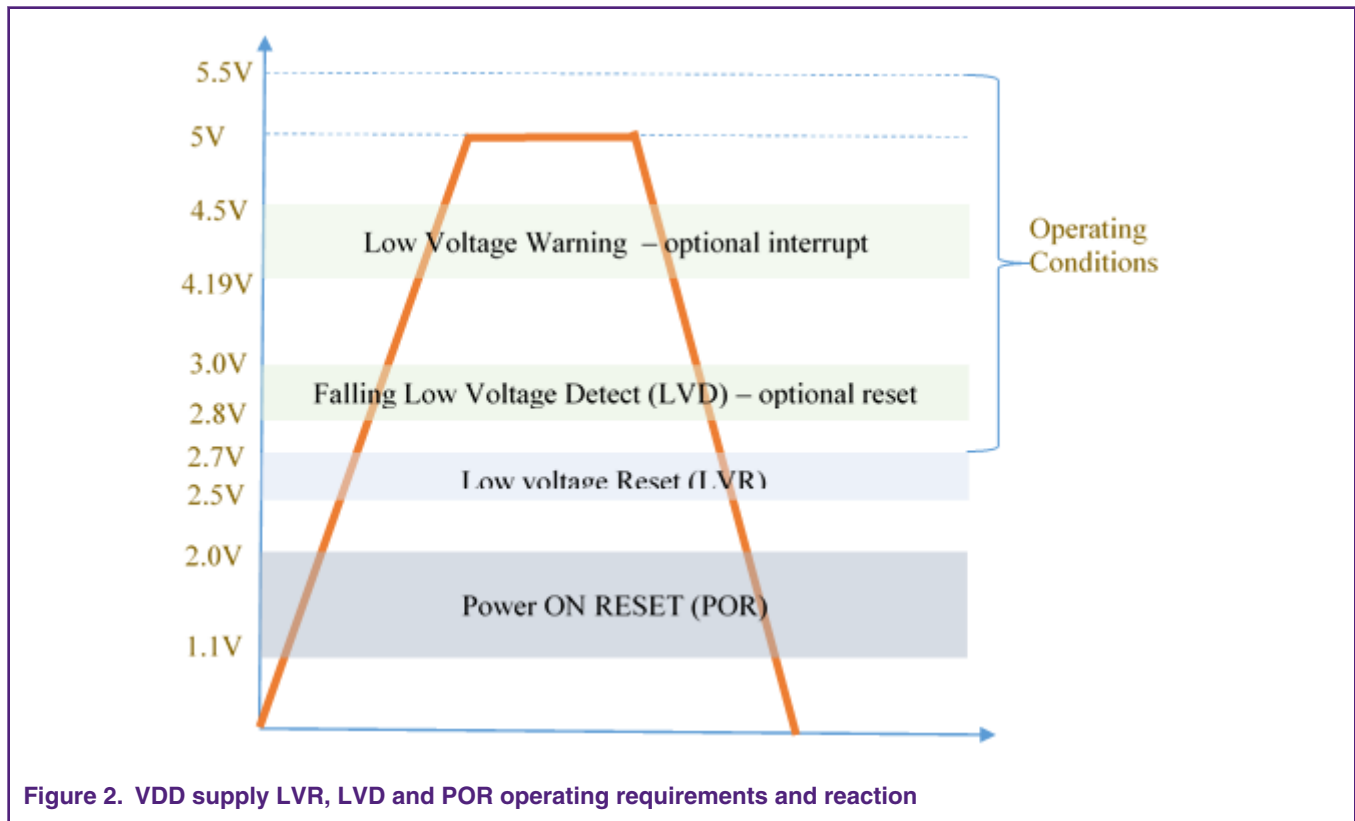 5.5V
5V
4.5V
Low Voltage Warning – optional interrupt
Operating
Conditions
4.19V
3.0V
Falling Low Voltage Detect (LVD) – optional reset
2.8V
2.7V
Low voltage Reset (LVR)
2.5V
2.0V
Power ON RESET (POR)
1.1V
Figure 2. VDD supply LVR, LVD and POR operating requirements and reaction